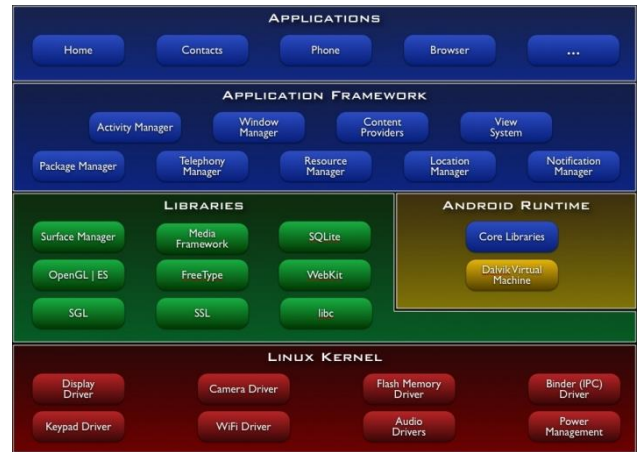 APPLICATIONS
Home
Contacts
Phone
Browser
...
APPLICATION FRAMEWORK
Activity Manager
Window
Manager
Content
Providers
View
System
Package Manager
Telephony
Manager
Resource
Manager
Location
Manager
Notification
Manager
LIBRARIES
Surface Manager
Media
Framework
SQLite
OpenGL | ES
FreeType
WebKit
SGL
SSL
libc
ANDROID RUNTIME
Core Libraries
Dalvik Virtual
Machine
LINUX KERNEL
Display
Driver
Camera Driver
Flash Memory
Driver
Binder (IPC)
Driver
Keypad Driver
WiFi Driver
Audio
Drivers
Power
Management